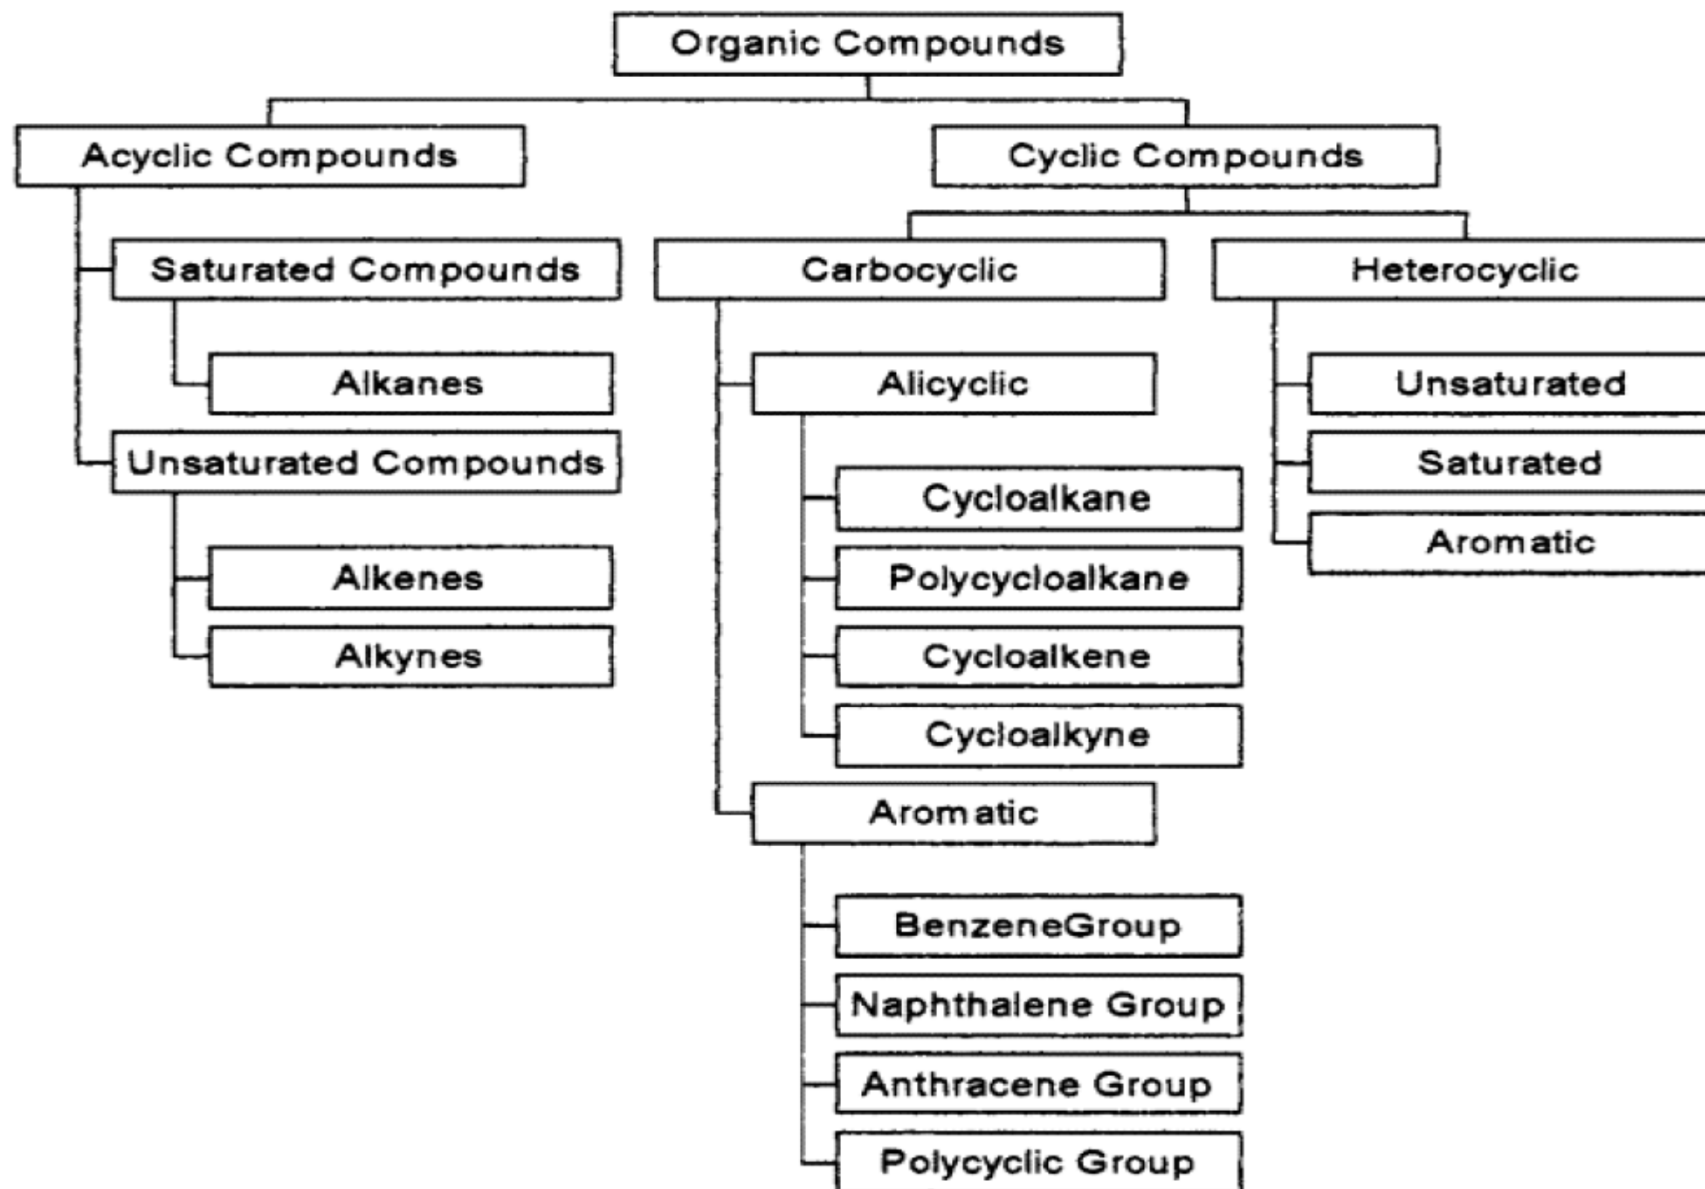 Organic Compounds
Acyclic Compounds
Cyclic Compounds
Saturated Compounds
Carbocyclic
Heterocyclic
Alkanes
Alicyclic
Unsaturated
Unsaturated Compounds
Saturated
Cycloalkane
Aromatic
Alkenes
Polycycloalkane
Alkynes
Cycloalkene
Cycloalkyne
Aromatic
BenzeneGroup
Naphthalene Group
Anthracene Group
Polycyclic Group